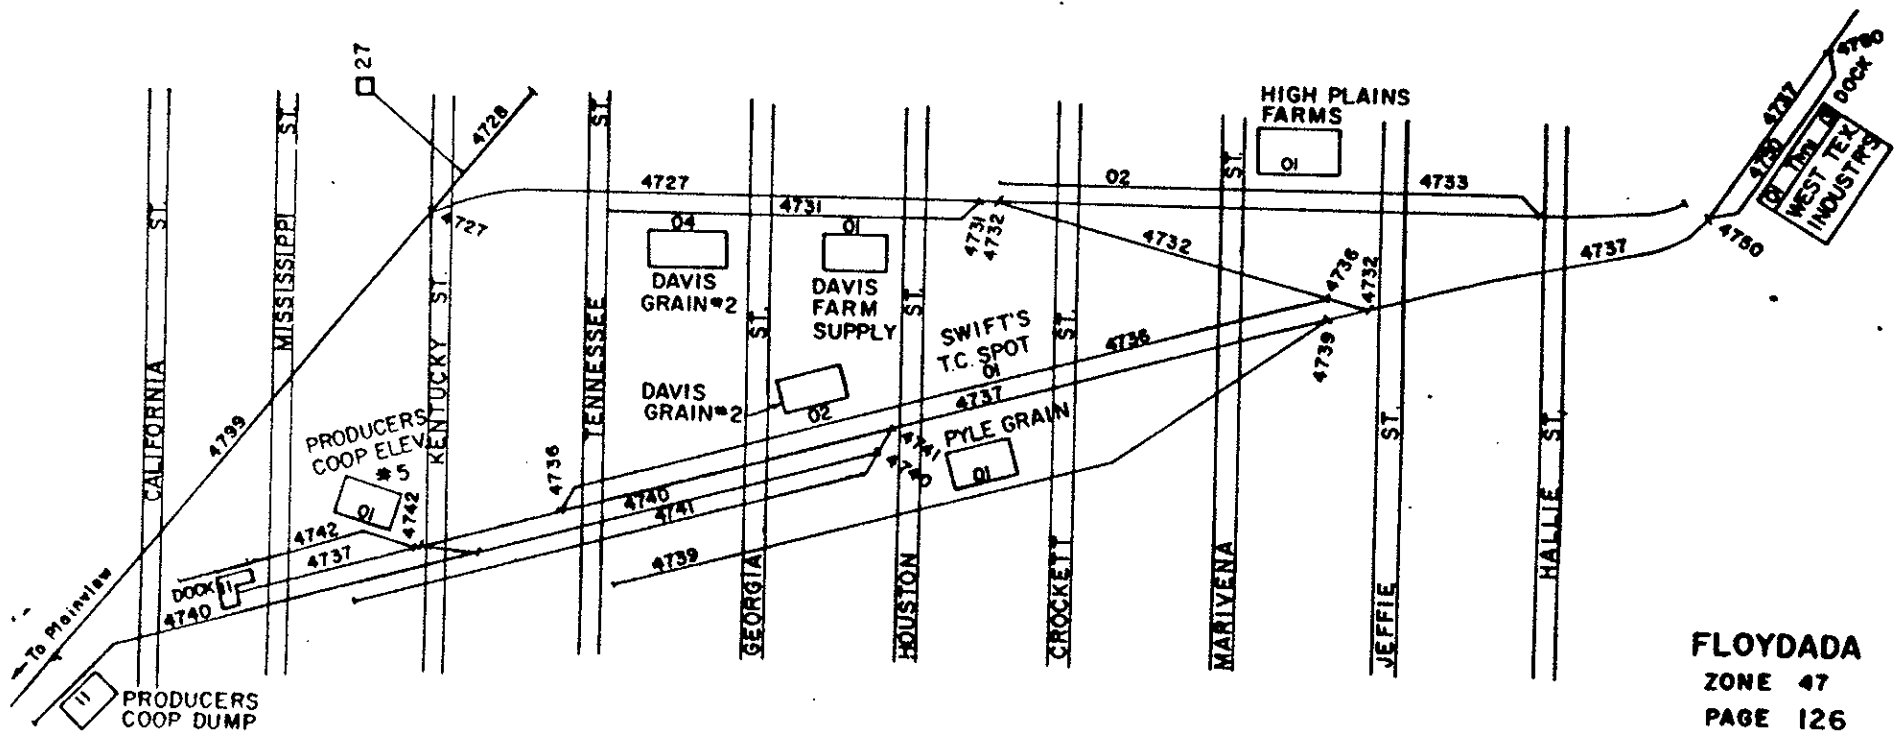 27
4728
CALIFORNIA ST.
MISSISSIPPI ST.
KENTUCKY ST.
TENNESSEE ST.
GEORGIA ST.
HOUSTON ST.
CROCKETT ST.
MARIVENA ST.
JEFFIE ST.
HALLIE ST.
HIGH PLAINS
FARMS
01
4727
4731
02
4733
4727
04
DAVIS
GRAIN #2
01
DAVIS
FARM
SUPPLY
4731
4732
4732
4736
4732
4737
4750
4750
4737
4780
DOCK
01 Thru
WEST TEX
INDUSTR'S
SWIFT'S
T.C. SPOT
01
4736
4737
4739
DAVIS
GRAIN #2
02
4741
4740
PYLE GRAIN
01
4799
PRODUCERS
COOP ELEV.
#5
01
4742
4736
4740
4741
4739
4742
4737
DOCK
11
4740
← To Plainview
11
PRODUCERS
COOP DUMP
FLOYDADA
ZONE 47
PAGE 126